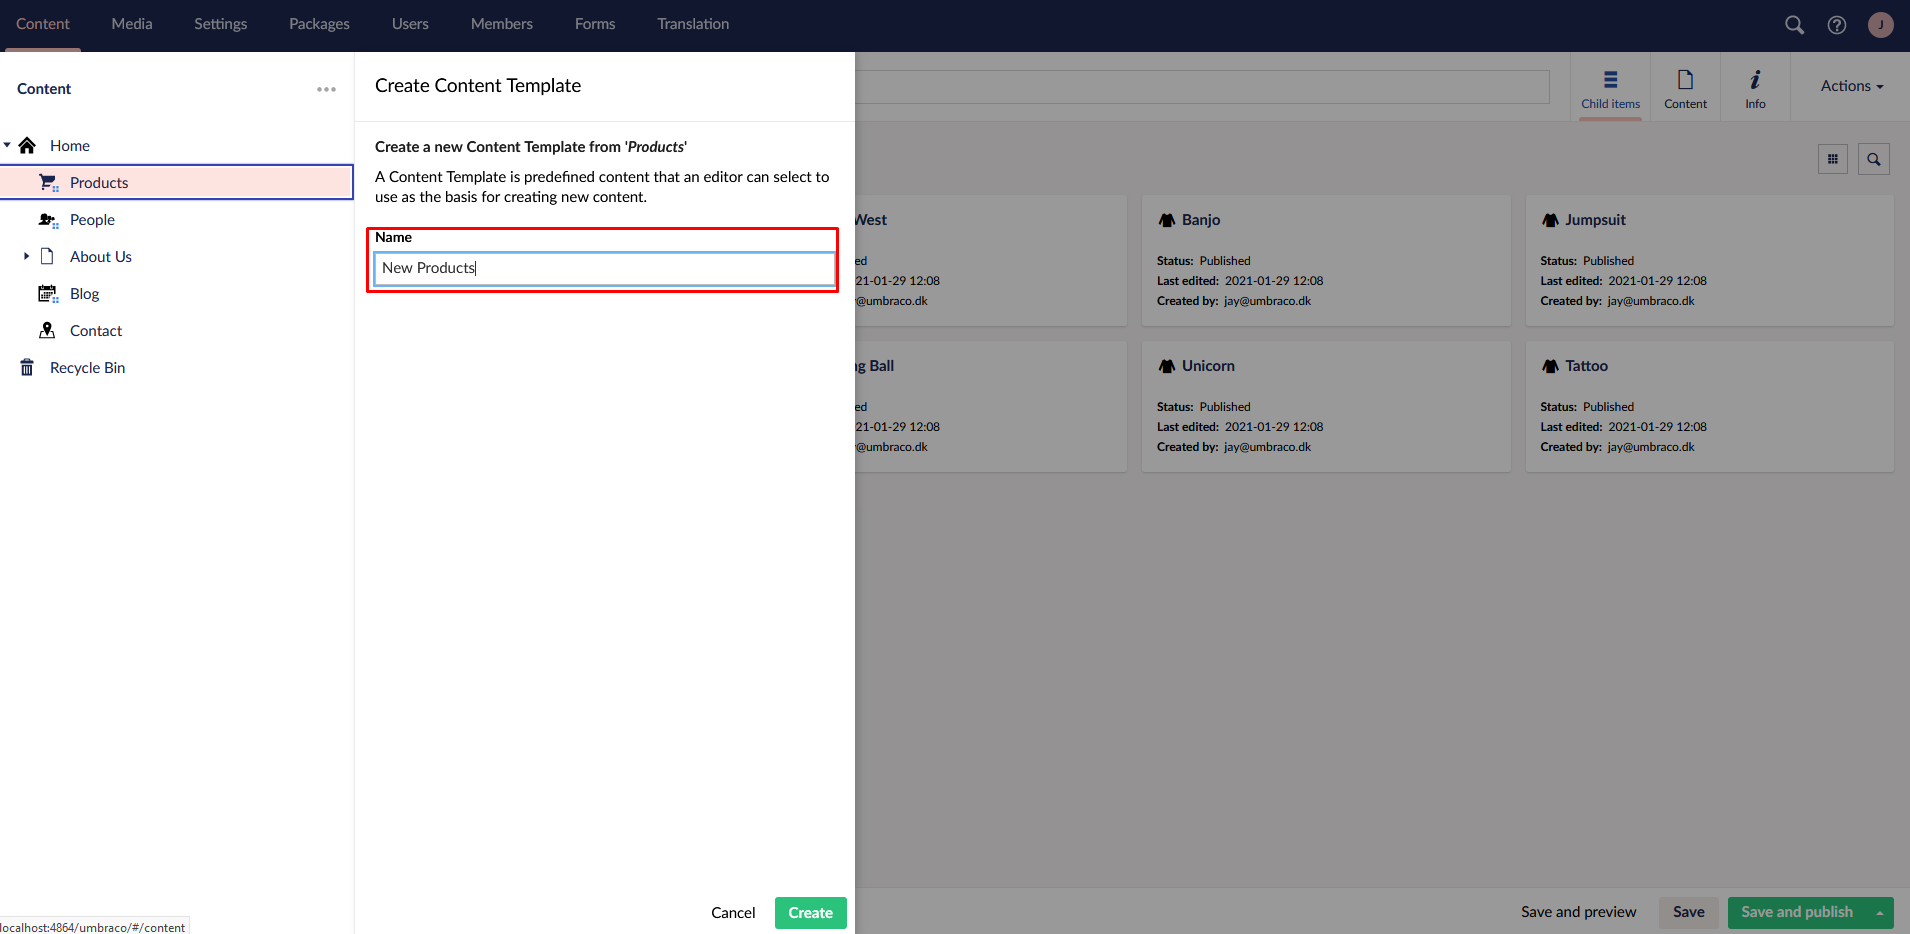 Content Media Settings Packages Users Members Forms Translation J
Content
Home
Products
People
About Us
Blog
Contact
Recycle Bin
localhost:4864/umbraco/#/content
Create Content Template
Create a new Content Template from 'Products'
A Content Template is predefined content that an editor can select to
use as the basis for creating new content.
Name
New Products
Cancel Create
Child items Content Info Actions
West
ed
21-01-29 12:08
@umbraco.dk
Banjo
Status: Published
Last edited: 2021-01-29 12:08
Created by: jay@umbraco.dk
Jumpsuit
Status: Published
Last edited: 2021-01-29 12:08
Created by: jay@umbraco.dk
g Ball
ed
21-01-29 12:08
@umbraco.dk
Unicorn
Status: Published
Last edited: 2021-01-29 12:08
Created by: jay@umbraco.dk
Tattoo
Status: Published
Last edited: 2021-01-29 12:08
Created by: jay@umbraco.dk
Save and preview Save Save and publish